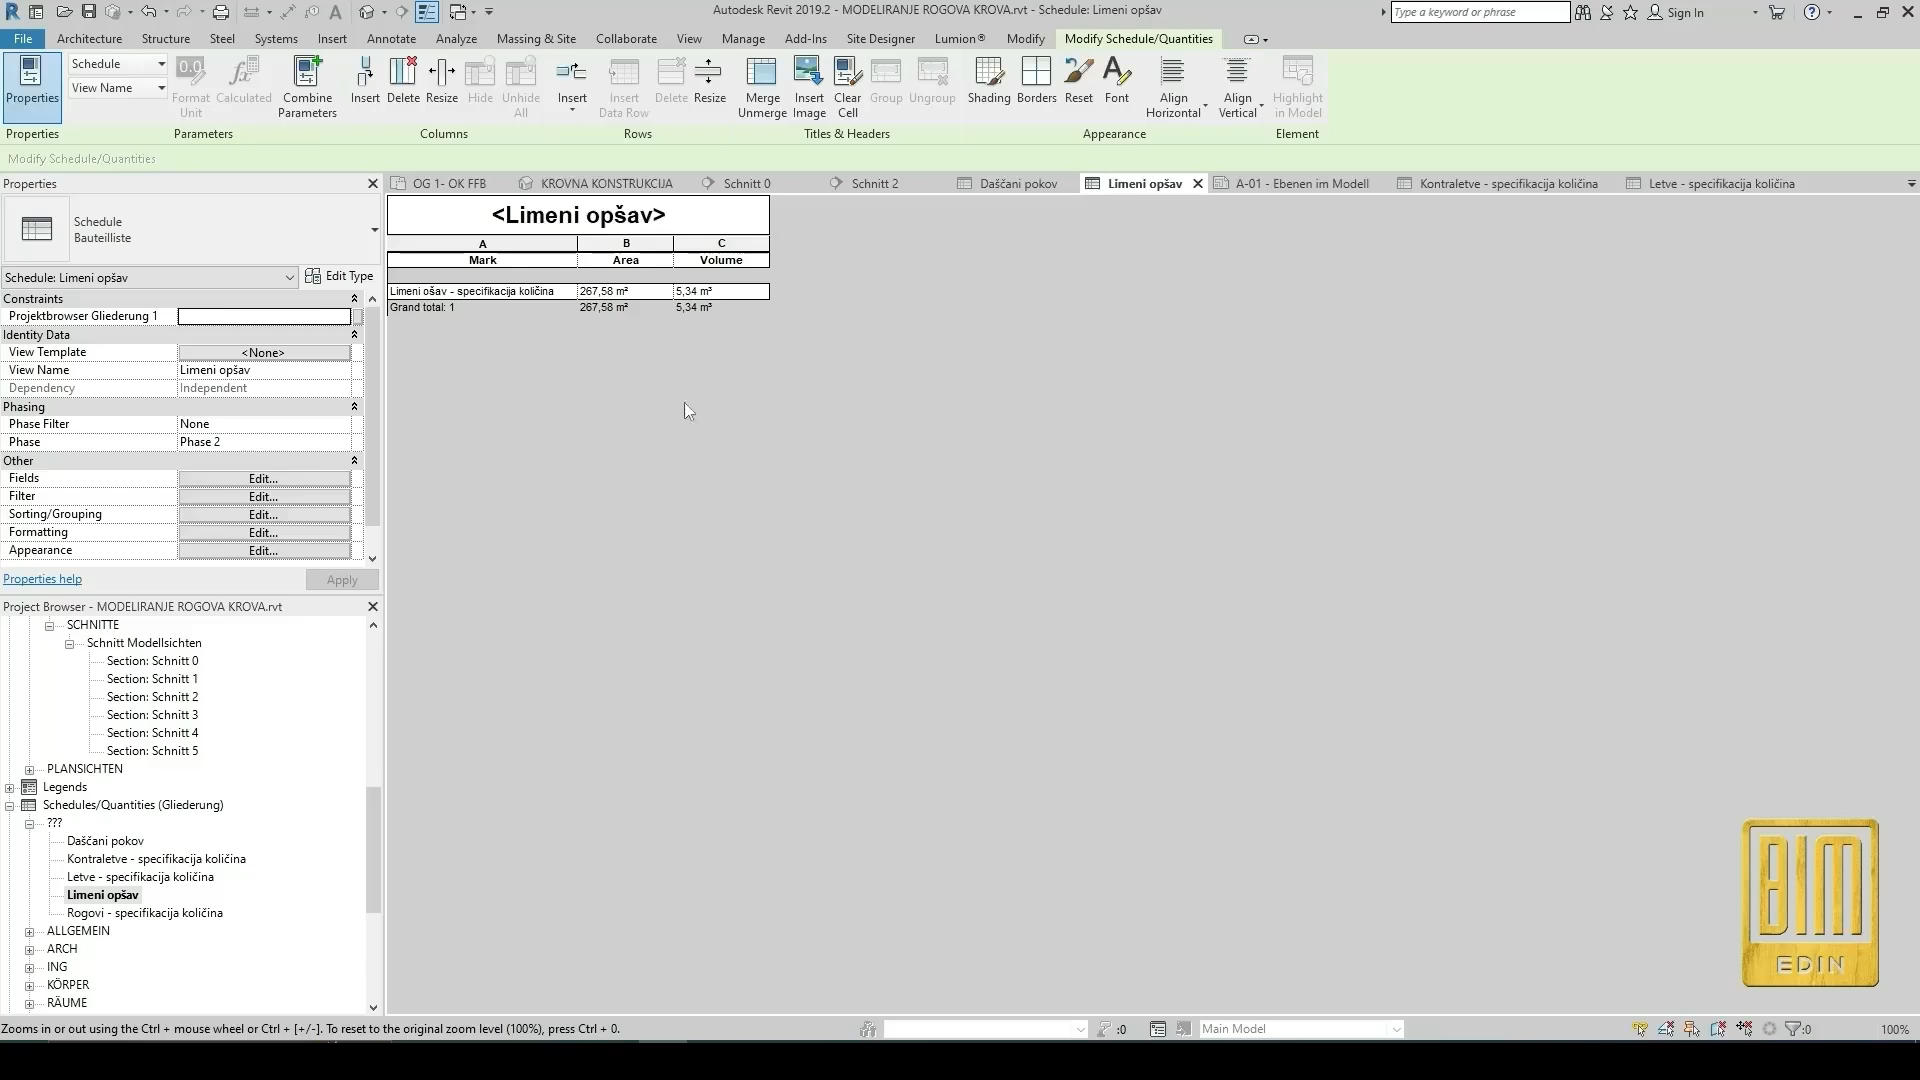 Autodesk Revit 2019.2 - MODELIRANJE ROGOVA KROVA.rvt - Schedule: Limeni opšav
Type a keyword or phrase
Sign In
File Architecture Structure Steel Systems Insert Annotate Analyze Massing & Site Collaborate View Manage Add-Ins Site Designer Lumion® Modify Modify Schedule/Quantities
Properties
Schedule
View Name
Format Unit
Calculated
Combine Parameters
Insert
Delete
Resize
Hide
Unhide All
Insert
Insert Data Row
Delete
Resize
Merge Unmerge
Insert Image
Clear Cell
Group
Ungroup
Shading
Borders
Reset
Font
Align Horizontal
Align Vertical
Highlight in Model
Properties Parameters Columns Rows Titles & Headers Appearance Element
Modify Schedule/Quantities
Properties
OG 1- OK FFB KROVNA KONSTRUKCIJA Schnitt 0 Schnitt 2 Daščani pokov Limeni opšav A-01 - Ebenen im Modell Kontraletve - specifikacija količina Letve - specifikacija količina
Schedule
Bauteilliste
Schedule: Limeni opšav Edit Type
Constraints
Projektbrowser Gliederung 1
Identity Data
View Template <None>
View Name Limeni opšav
Dependency Independent
Phasing
Phase Filter None
Phase Phase 2
Other
Fields Edit...
Filter Edit...
Sorting/Grouping Edit...
Formatting Edit...
Appearance Edit...
Properties help Apply
<Limeni opšav>
A B C
Mark Area Volume
Limeni ošav - specifikacija količina 267,58 m² 5,34 m³
Grand total: 1 267,58 m² 5,34 m³
Project Browser - MODELIRANJE ROGOVA KROVA.rvt
SCHNITTE
Schnitt Modellsichten
Section: Schnitt 0
Section: Schnitt 1
Section: Schnitt 2
Section: Schnitt 3
Section: Schnitt 4
Section: Schnitt 5
PLANSICHTEN
Legends
Schedules/Quantities (Gliederung)
???
Daščani pokov
Kontraletve - specifikacija količina
Letve - specifikacija količina
Limeni opšav
Rogovi - specifikacija količina
ALLGEMEIN
ARCH
ING
KÖRPER
RÄUME
BIM
EDIN
Zooms in or out using the Ctrl + mouse wheel or Ctrl + [+/-]. To reset to the original zoom level (100%), press Ctrl + 0.
:0
Main Model
:0
100%